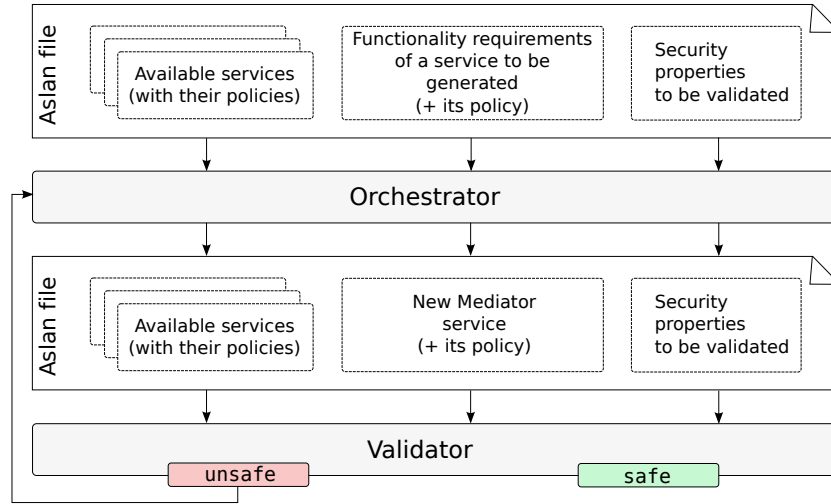 Aslan file
Available services
(with their policies)
Functionality requirements
of a service to be
generated
(+ its policy)
Security
properties
to be validated
Orchestrator
Aslan file
Available services
(with their policies)
New Mediator
service
(+ its policy)
Security
properties
to be validated
Validator
unsafe
safe